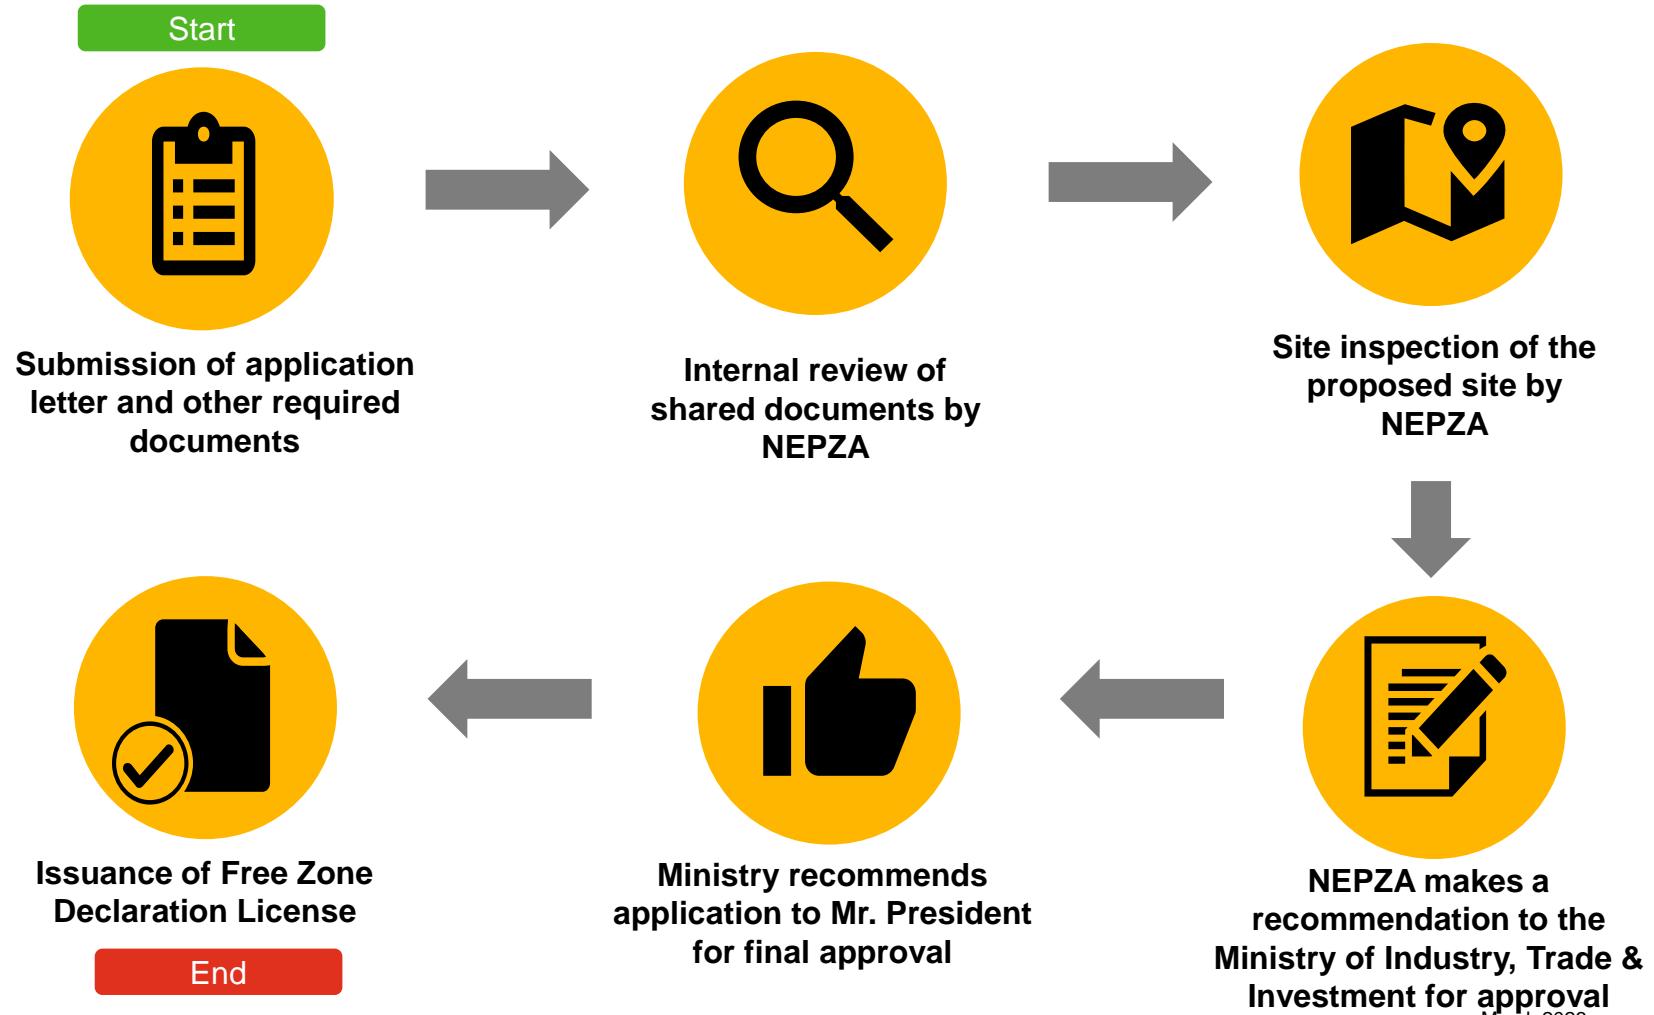 Start
Submission of application
letter and other required
documents
Internal review of
shared documents by
NEPZA
Site inspection of the
proposed site by
NEPZA
Issuance of Free Zone
Declaration License
End
Ministry recommends
application to Mr. President
for final approval
NEPZA makes a
recommendation to the
Ministry of Industry, Trade &
Investment for approval